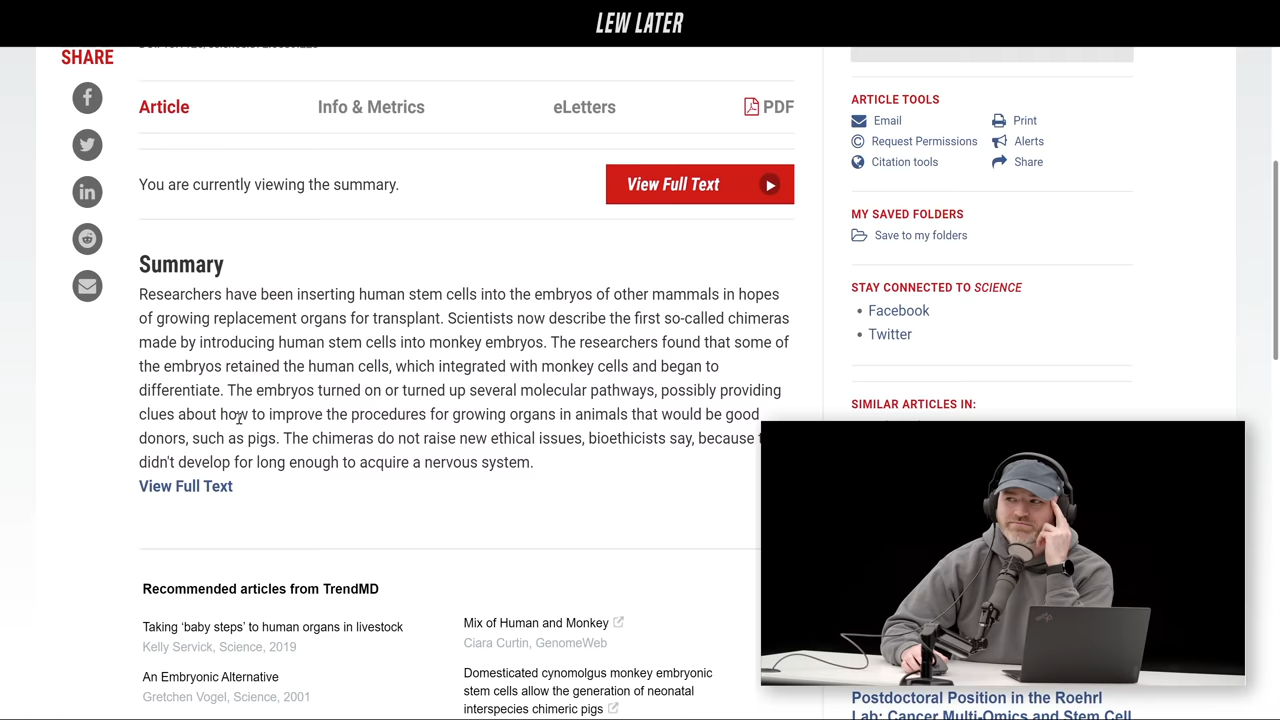 LEW LATER
SHARE
Article
Info & Metrics
eLetters
PDF
You are currently viewing the summary.
View Full Text
Summary
Researchers have been inserting human stem cells into the embryos of other mammals in hopes
of growing replacement organs for transplant. Scientists now describe the first so-called chimeras
made by introducing human stem cells into monkey embryos. The researchers found that some of
the embryos retained the human cells, which integrated with monkey cells and began to
differentiate. The embryos turned on or turned up several molecular pathways, possibly providing
clues about how to improve the procedures for growing organs in animals that would be good
donors, such as pigs. The chimeras do not raise new ethical issues, bioethicists say, because
didn't develop for long enough to acquire a nervous system.
View Full Text
Recommended articles from TrendMD
Taking ‘baby steps’ to human organs in livestock
Kelly Servick, Science, 2019
An Embryonic Alternative
Gretchen Vogel, Science, 2001
Mix of Human and Monkey
Ciara Curtin, GenomeWeb
Domesticated cynomolgus monkey embryonic
stem cells allow the generation of neonatal
interspecies chimeric pigs
ARTICLE TOOLS
Email
Print
Request Permissions
Alerts
Citation tools
Share
MY SAVED FOLDERS
Save to my folders
STAY CONNECTED TO SCIENCE
• Facebook
• Twitter
SIMILAR ARTICLES IN:
Postdoctoral Position in the Roehrl
Lab: Cancer Multi-Omics and Stem Cell